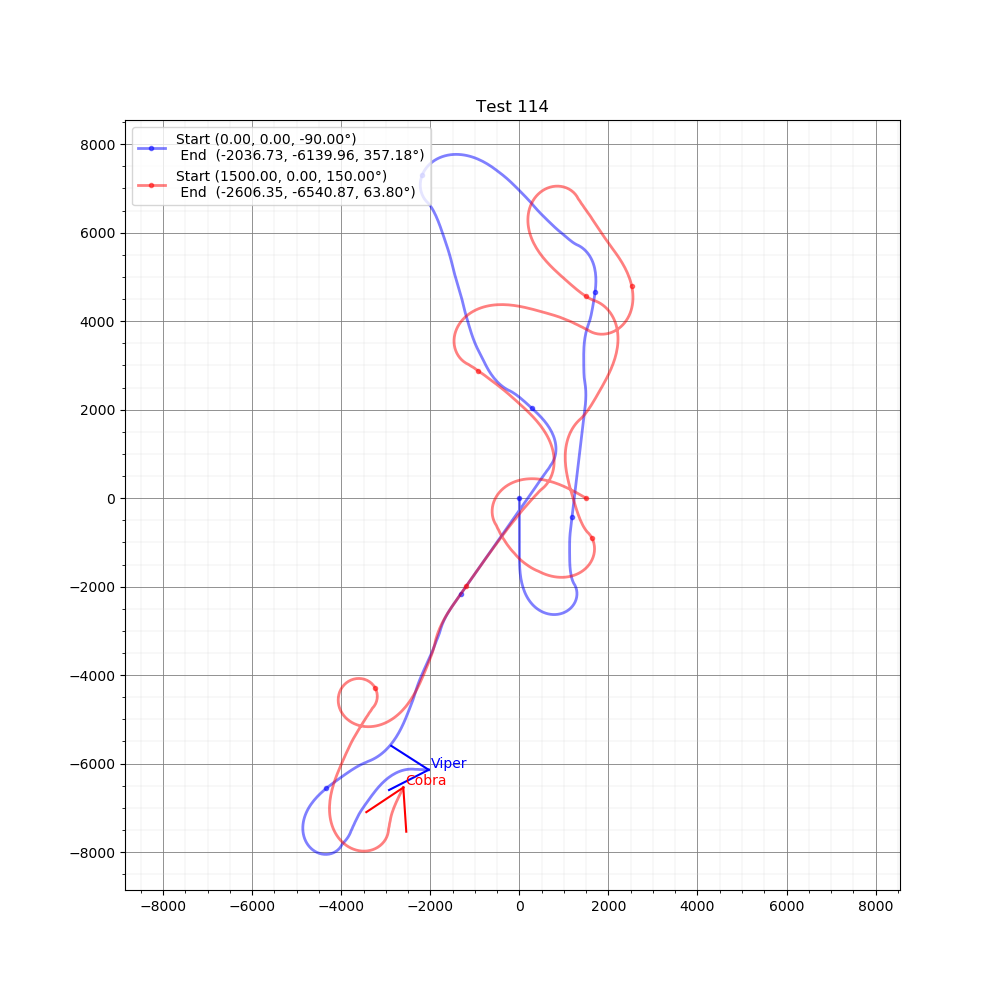 Test 114
Start (0.00, 0.00, -90.00°)
End  (-2036.73, -6139.96, 357.18°)
Start (1500.00, 0.00, 150.00°)
End  (-2606.35, -6540.87, 63.80°)
8000
6000
4000
2000
0
−2000
−4000
−6000
−8000
Viper
Cobra
−8000 −6000 −4000 −2000 0 2000 4000 6000 8000